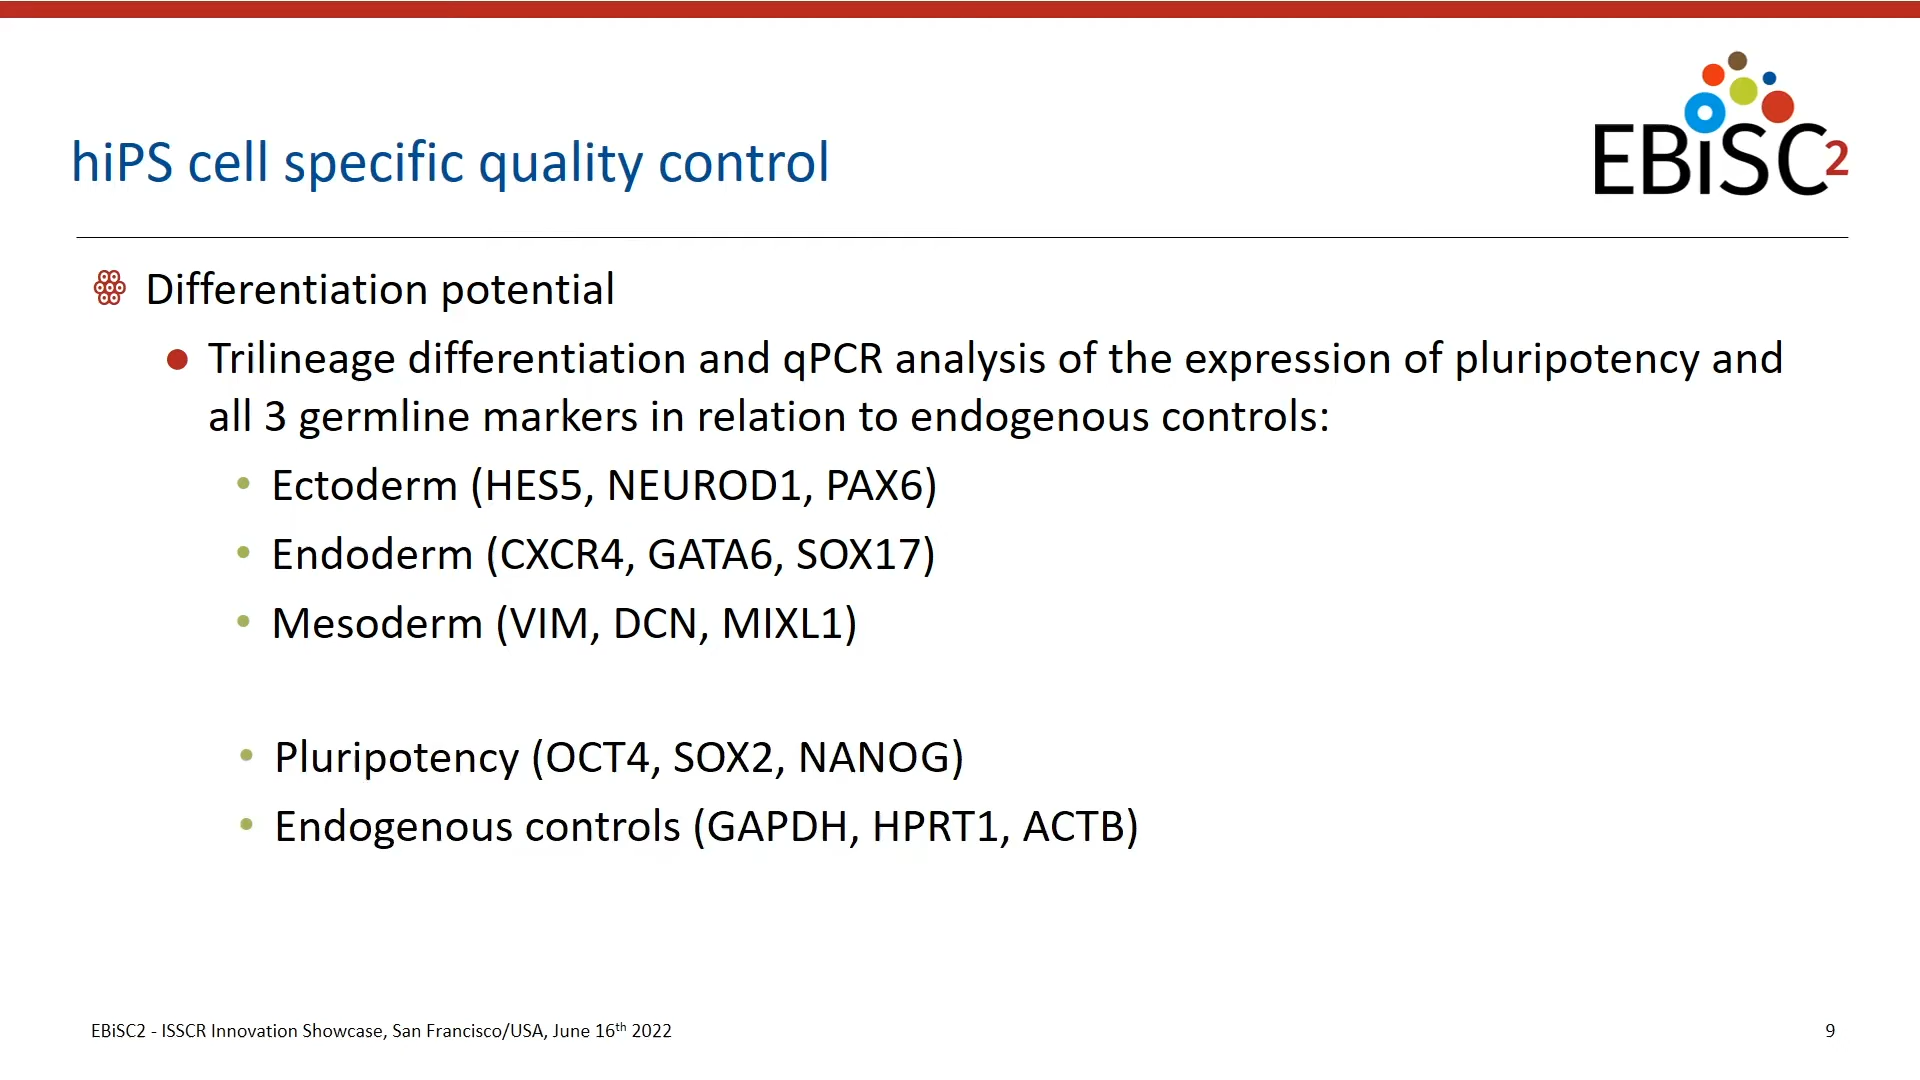 EBiSC2
hiPS cell specific quality control
Differentiation potential
Trilineage differentiation and qPCR analysis of the expression of pluripotency and
all 3 germline markers in relation to endogenous controls:
Ectoderm (HES5, NEUROD1, PAX6)
Endoderm (CXCR4, GATA6, SOX17)
Mesoderm (VIM, DCN, MIXL1)
Pluripotency (OCT4, SOX2, NANOG)
Endogenous controls (GAPDH, HPRT1, ACTB)
EBiSC2 - ISSCR Innovation Showcase, San Francisco/USA, June 16th 2022
9